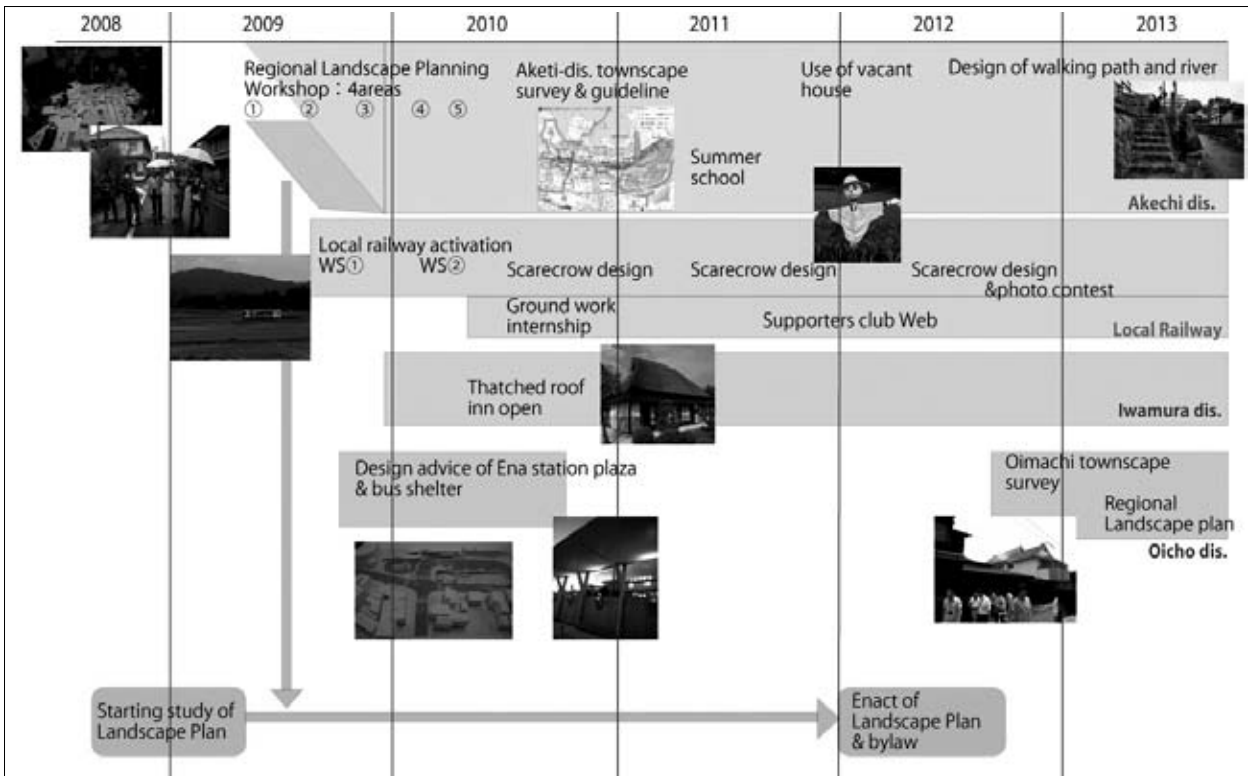 2008 2009 2010 2011 2012 2013
Regional Landscape Planning
Workshop：4areas
① ② ③ ④ ⑤
Aketi-dis. townscape
survey & guideline
Summer
school
Use of vacant
house
Design of walking path and river
Akechi dis.
Local railway activation
WS① WS②
Scarecrow design
Scarecrow design
Scarecrow design
&photo contest
Ground work
internship
Supporters club Web
Local Railway
Thatched roof
inn open
Iwamura dis.
Design advice of Ena station plaza
& bus shelter
Oimachi townscape
survey
Regional
Landscape plan
Oicho dis.
Starting study of
Landscape Plan
Enact of
Landscape Plan
& bylaw